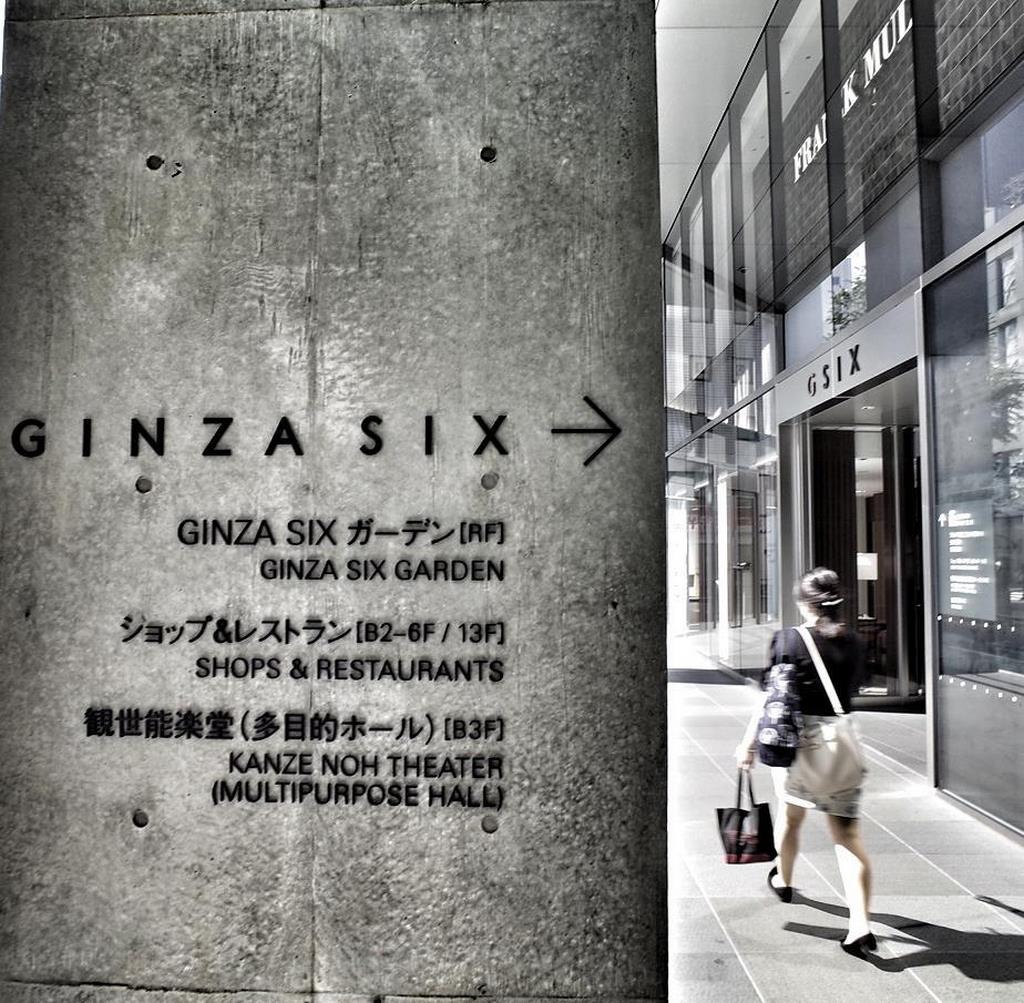 GINZA SIX →
GINZA SIX ガーデン [RF]
GINZA SIX GARDEN
ショップ&レストラン [B2-6F / 13F]
SHOPS & RESTAURANTS
観世能楽堂 (多目的ホール) [B3F]
KANZE NOH THEATER
(MULTIPURPOSE HALL)
FRA K MUL
GSIX